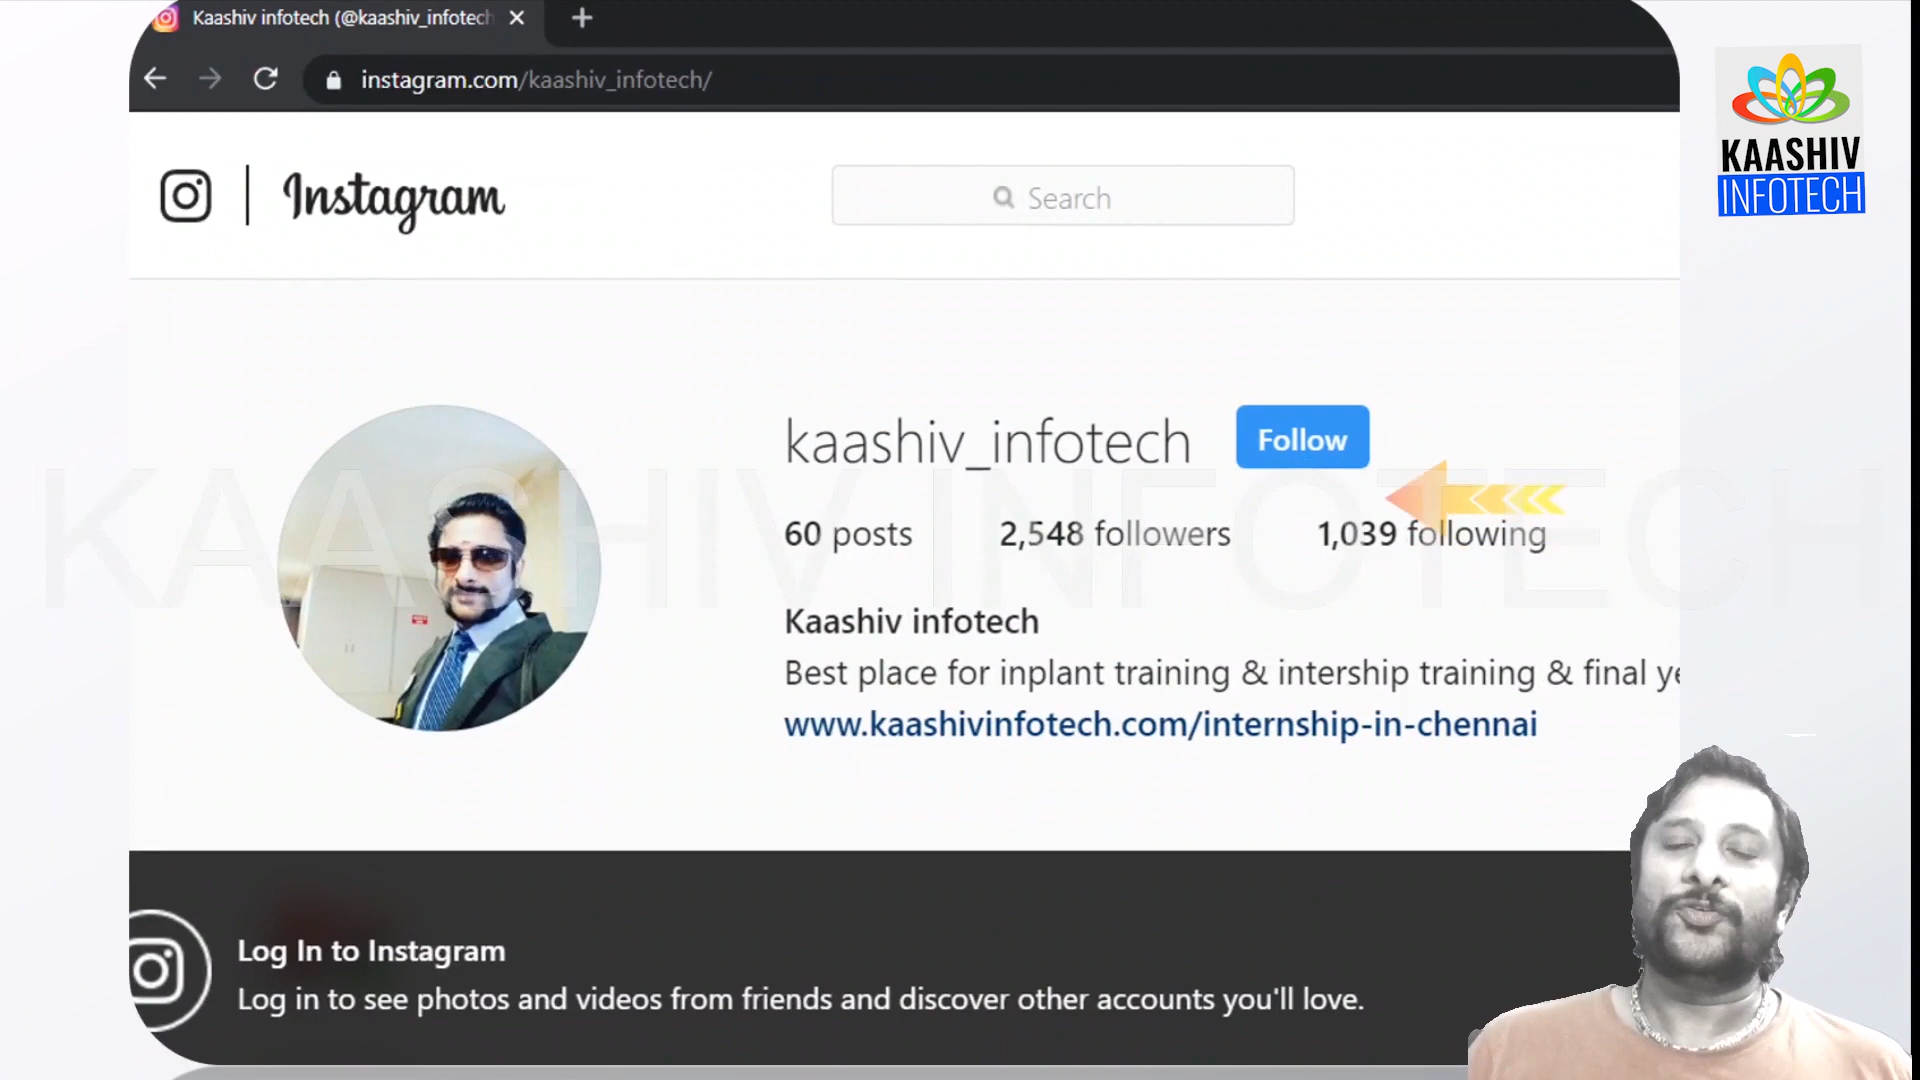 Kaashiv infotech (@kaashiv_infotech
instagram.com/kaashiv_infotech/
KAASHIV
INFOTECH
Instagram
Search
kaashiv_infotech
Follow
KAASHIV INFOTECH
60 posts
2,548 followers
1,039 following
Kaashiv infotech
Best place for inplant training & intership training & final ye
www.kaashivinfotech.com/internship-in-chennai
Log In to Instagram
Log in to see photos and videos from friends and discover other accounts you'll love.